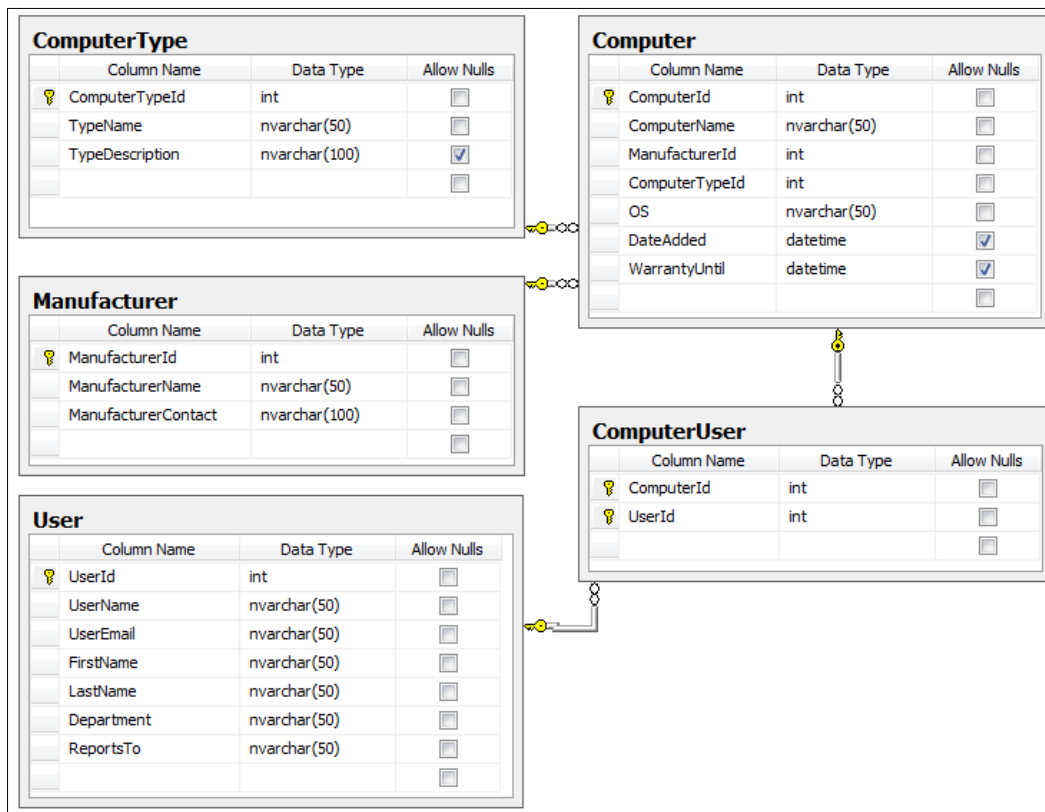 ComputerType
Column Name Data Type Allow Nulls
ComputerTypeId int
TypeName nvarchar(50)
TypeDescription nvarchar(100)
Manufacturer
Column Name Data Type Allow Nulls
ManufacturerId int
ManufacturerName nvarchar(50)
ManufacturerContact nvarchar(100)
User
Column Name Data Type Allow Nulls
UserId int
UserName nvarchar(50)
UserEmail nvarchar(50)
FirstName nvarchar(50)
LastName nvarchar(50)
Department nvarchar(50)
ReportsTo nvarchar(50)
Computer
Column Name Data Type Allow Nulls
ComputerId int
ComputerName nvarchar(50)
ManufacturerId int
ComputerTypeId int
OS nvarchar(50)
DateAdded datetime
WarrantyUntil datetime
ComputerUser
Column Name Data Type Allow Nulls
ComputerId int
UserId int